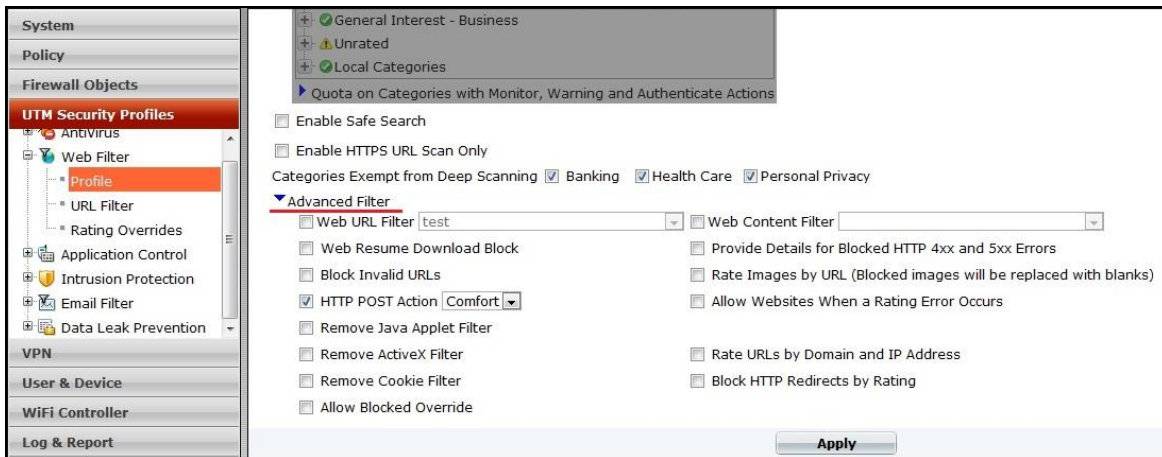 System
Policy
Firewall Objects
UTM Security Profiles
AntiVirus
Web Filter
Profile
URL Filter
Rating Overrides
Application Control
Intrusion Protection
Email Filter
Data Leak Prevention
VPN
User & Device
WiFi Controller
Log & Report
General Interest - Business
Unrated
Local Categories
Quota on Categories with Monitor, Warning and Authenticate Actions
Enable Safe Search
Enable HTTPS URL Scan Only
Categories Exempt from Deep Scanning Banking Health Care Personal Privacy
Advanced Filter
Web URL Filter test Web Content Filter
Web Resume Download Block Provide Details for Blocked HTTP 4xx and 5xx Errors
Block Invalid URLs Rate Images by URL (Blocked images will be replaced with blanks)
HTTP POST Action Comfort Allow Websites When a Rating Error Occurs
Remove Java Applet Filter
Remove ActiveX Filter Rate URLs by Domain and IP Address
Remove Cookie Filter Block HTTP Redirects by Rating
Allow Blocked Override
Apply